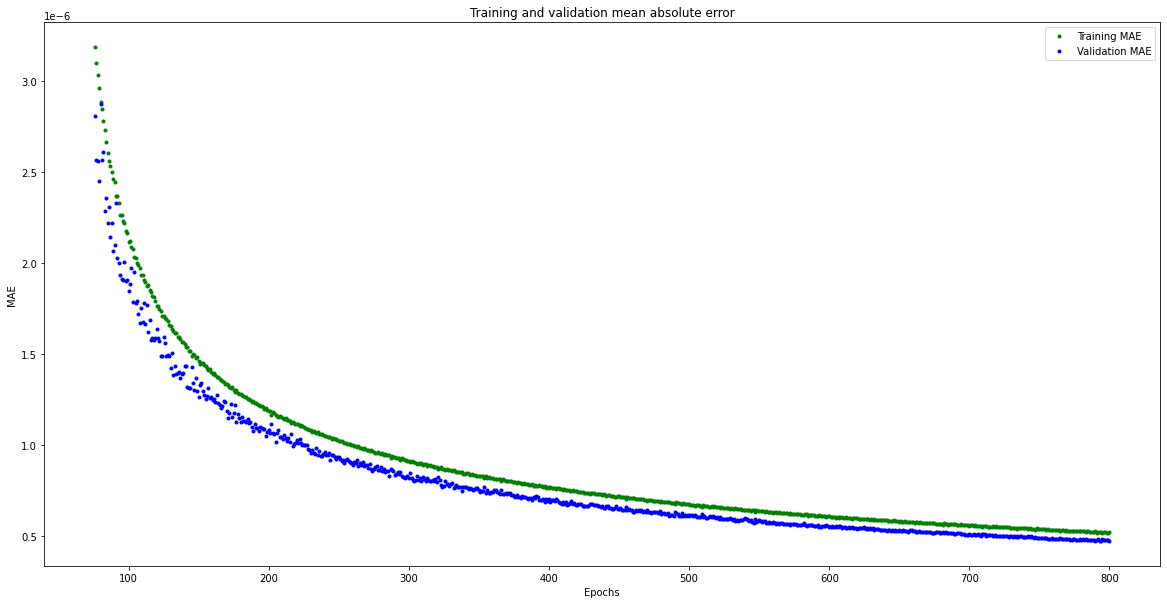 Training and validation mean absolute error
1e−6
Training MAE
Validation MAE
3.0
2.5
2.0
1.5
1.0
0.5
MAE
100 200 300 400 500 600 700 800
Epochs